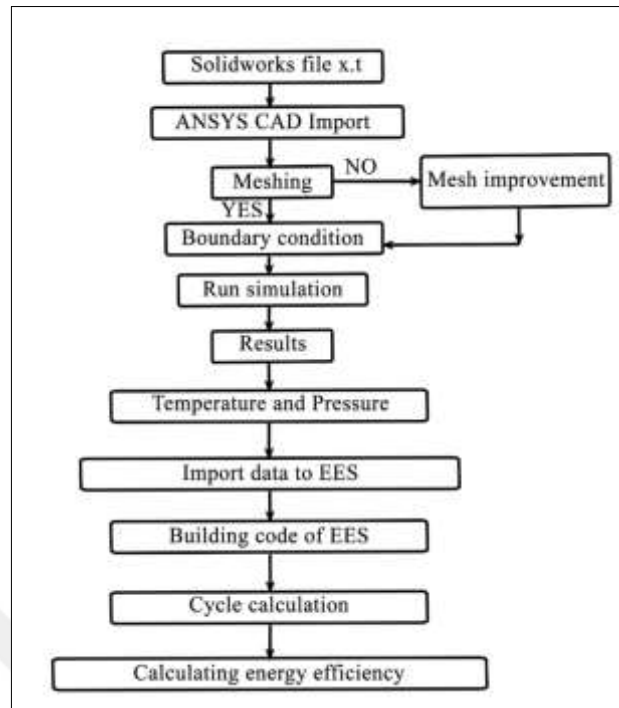 Solidworks file x.t
ANSYS CAD Import
Meshing
NO
Mesh improvement
YES
Boundary condition
Run simulation
Results
Temperature and Pressure
Import data to EES
Building code of EES
Cycle calculation
Calculating energy efficiency